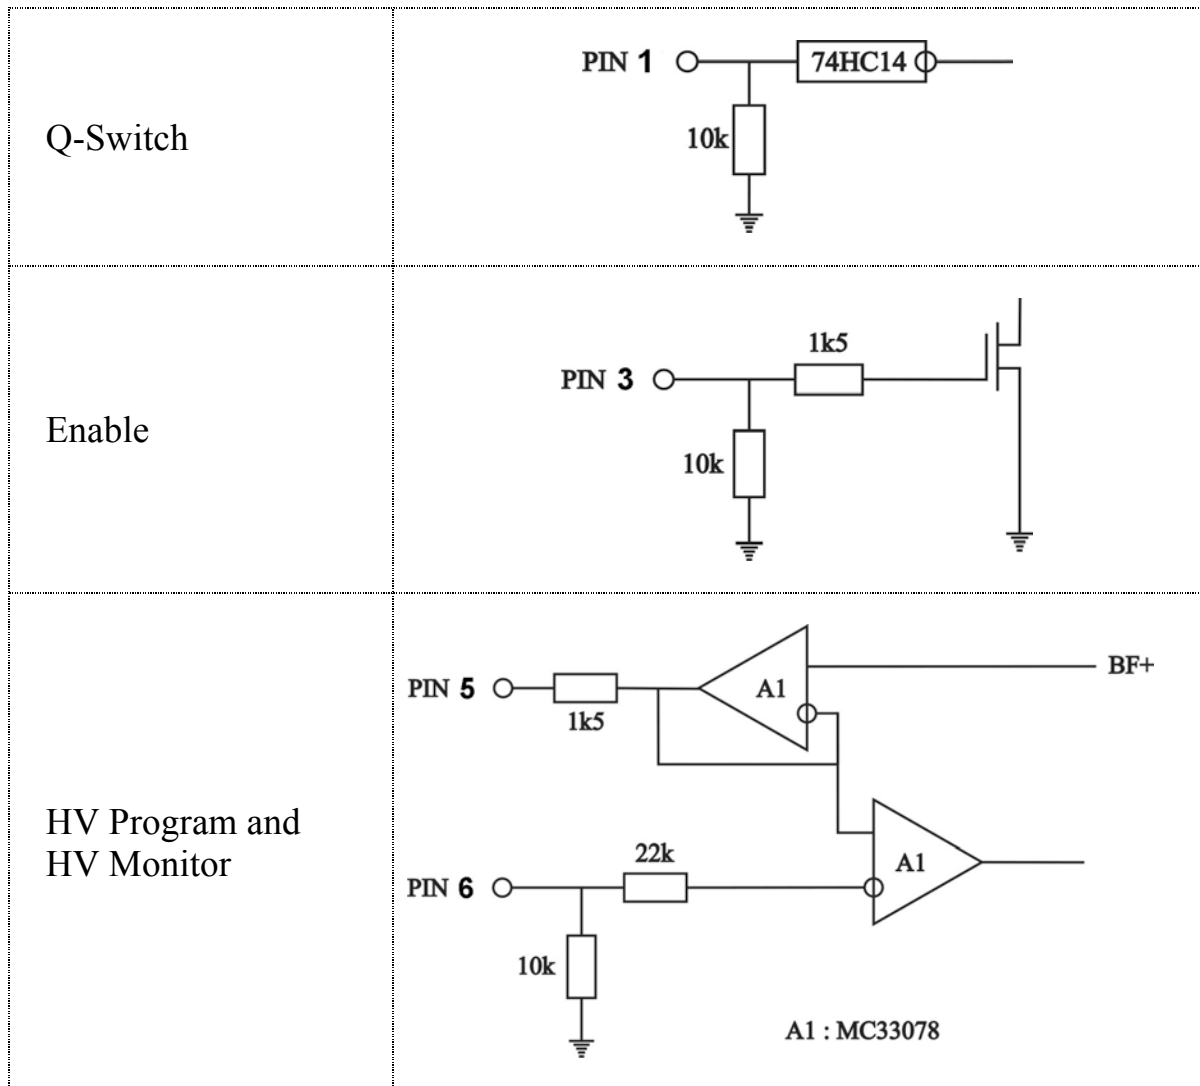 Q-Switch
PIN 1
74HC14
10k
Enable
PIN 3
1k5
10k
HV Program and
HV Monitor
PIN 5
1k5
A1
BF+
PIN 6
22k
A1
10k
A1 : MC33078